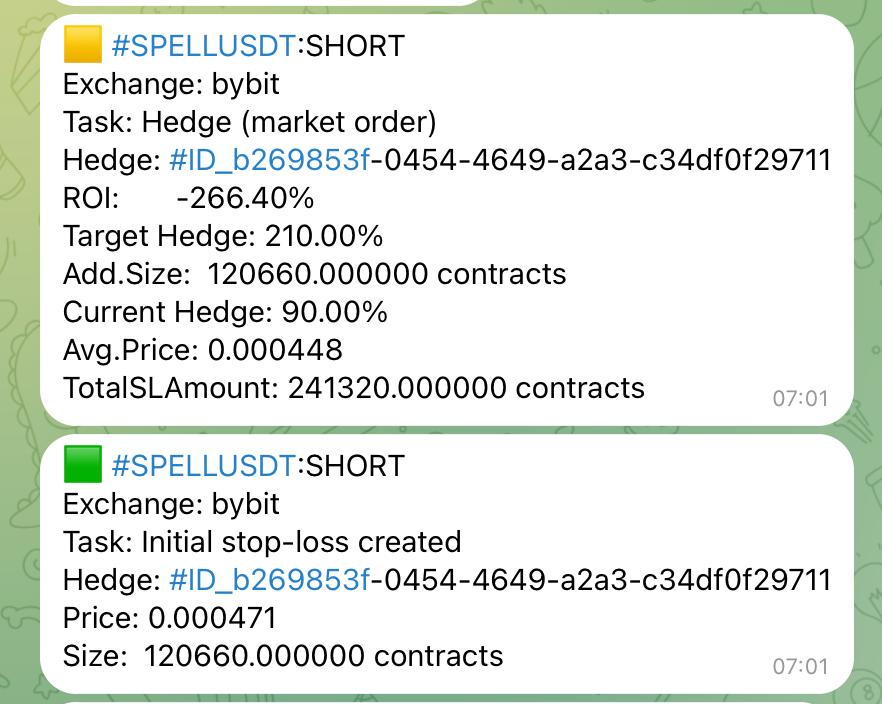 #SPELLUSDT:SHORT
Exchange: bybit
Task: Hedge (market order)
Hedge: #ID_b269853f-0454-4649-a2a3-c34df0f29711
ROI: -266.40%
Target Hedge: 210.00%
Add.Size: 120660.000000 contracts
Current Hedge: 90.00%
Avg.Price: 0.000448
TotalSLAmount: 241320.000000 contracts
07:01
#SPELLUSDT:SHORT
Exchange: bybit
Task: Initial stop-loss created
Hedge: #ID_b269853f-0454-4649-a2a3-c34df0f29711
Price: 0.000471
Size: 120660.000000 contracts
07:01